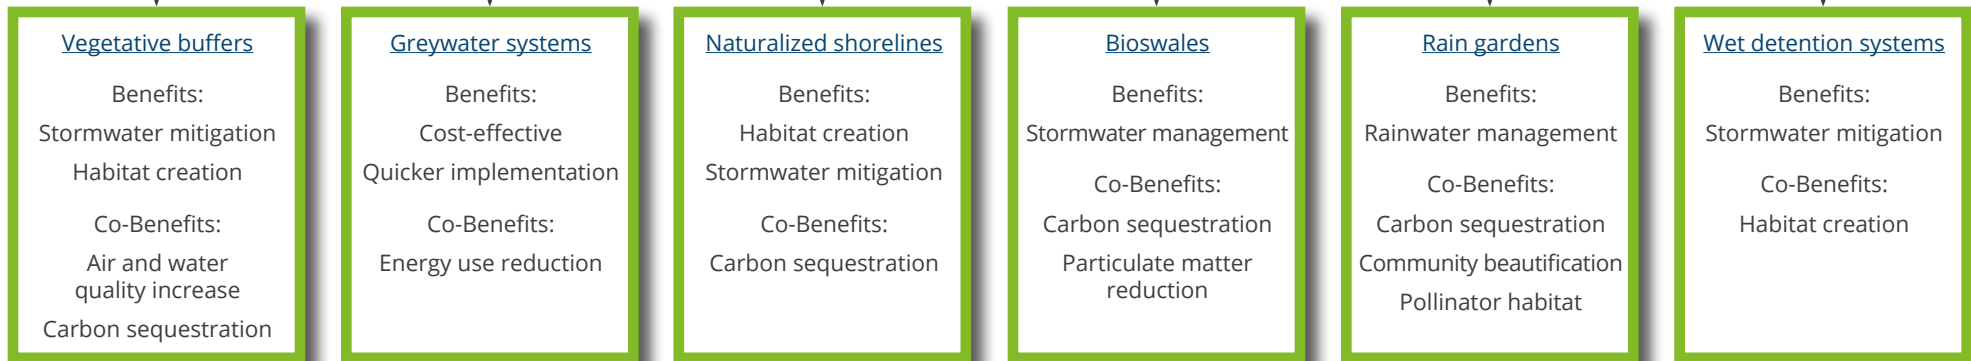 Vegetative buffers
Benefits:
Stormwater mitigation
Habitat creation
Co-Benefits:
Air and water
quality increase
Carbon sequestration
Greywater systems
Benefits:
Cost-effective
Quicker implementation
Co-Benefits:
Energy use reduction
Naturalized shorelines
Benefits:
Habitat creation
Stormwater mitigation
Co-Benefits:
Carbon sequestration
Bioswales
Benefits:
Stormwater management
Co-Benefits:
Carbon sequestration
Particulate matter
reduction
Rain gardens
Benefits:
Rainwater management
Co-Benefits:
Carbon sequestration
Community beautification
Pollinator habitat
Wet detention systems
Benefits:
Stormwater mitigation
Co-Benefits:
Habitat creation